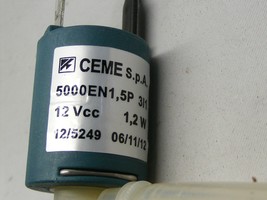 CEME S.p.A.
5000EN1,5P 3/1
12 Vcc 1,2 W
12/5249 06/11/12